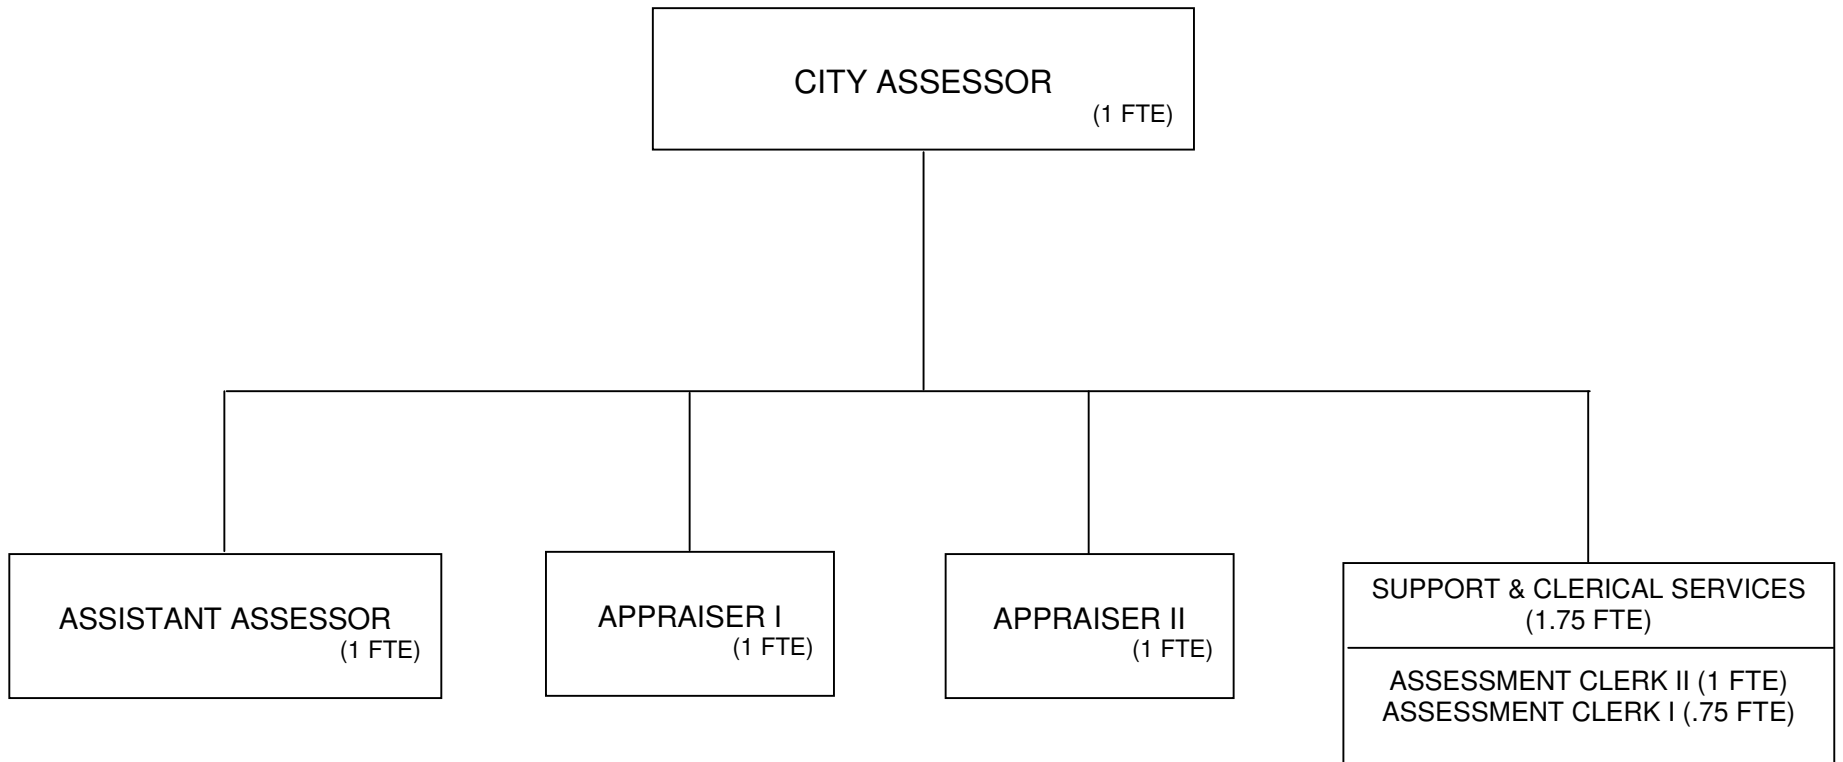 CITY ASSESSOR
(1 FTE)
ASSISTANT ASSESSOR
(1 FTE)
APPRAISER I
(1 FTE)
APPRAISER II
(1 FTE)
SUPPORT & CLERICAL SERVICES
(1.75 FTE)
ASSESSMENT CLERK II (1 FTE)
ASSESSMENT CLERK I (.75 FTE)